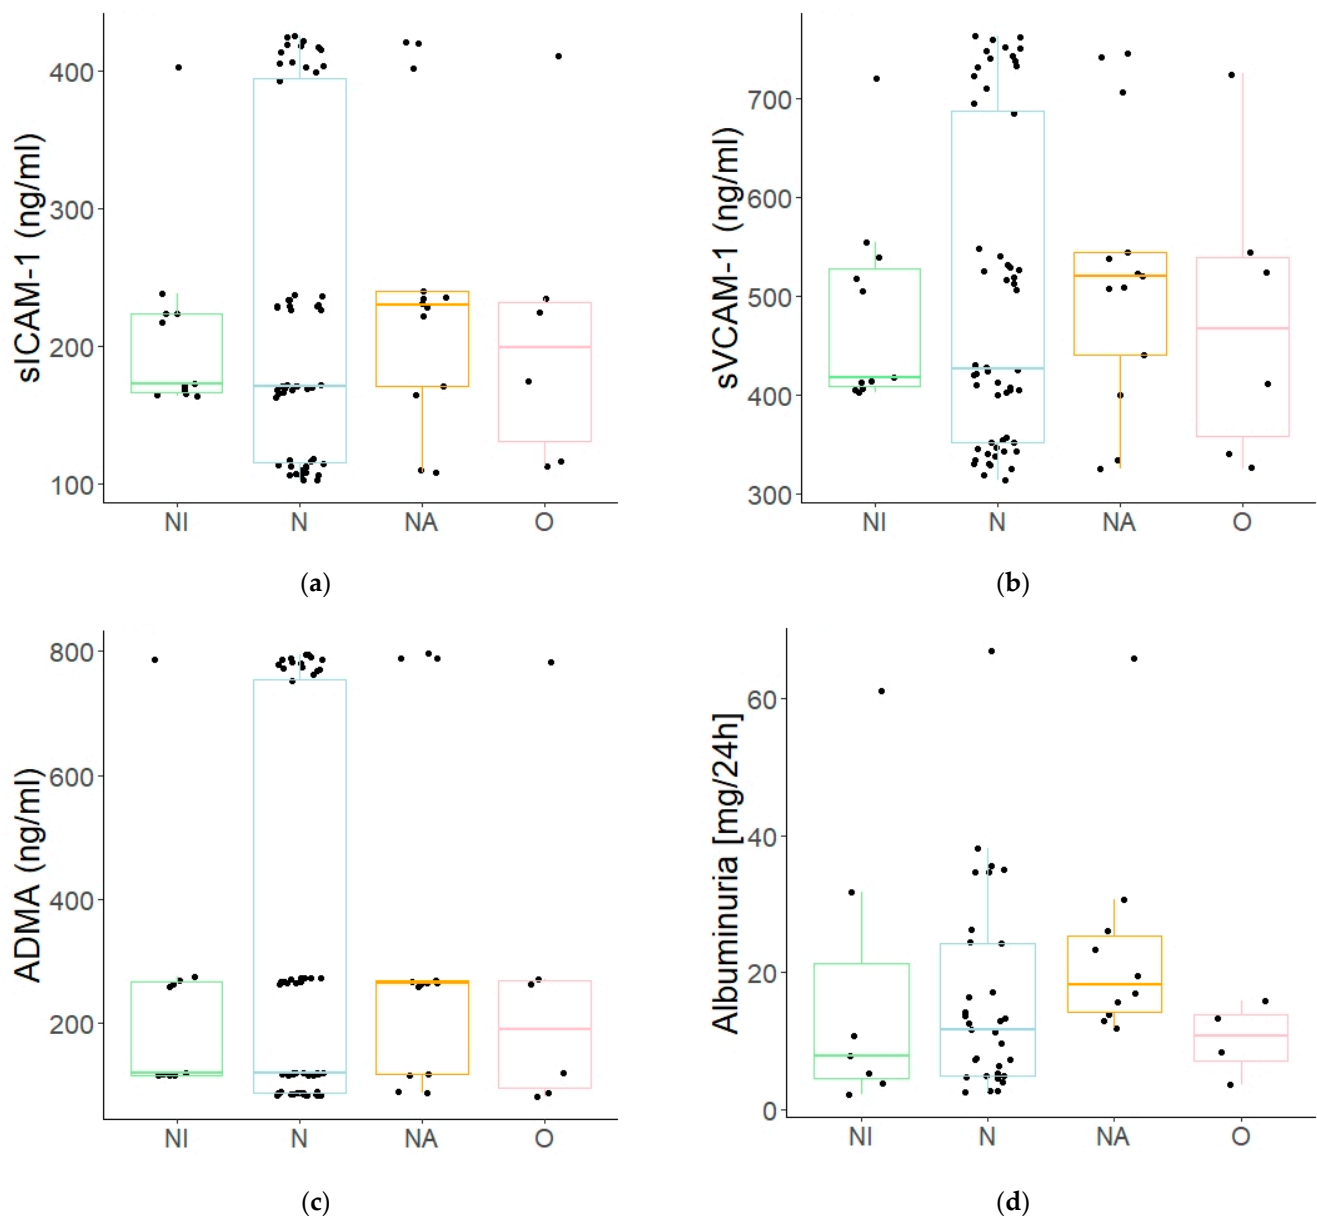 sICAM-1 (ng/ml)
400
300
200
100
NI N NA O
(a)
sVCAM-1 (ng/ml)
700
600
500
400
300
NI N NA O
(b)
ADMA (ng/ml)
800
600
400
200
NI N NA O
(c)
Albuminuria [mg/24h]
60
40
20
0
NI N NA O
(d)